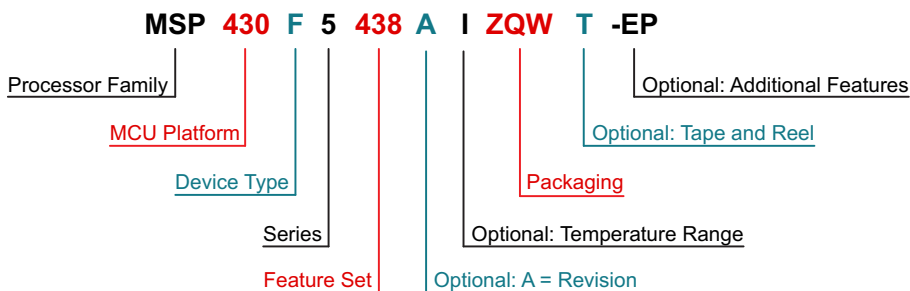 MSP 430 F 5 438 A I ZQW T -EP
Processor Family
Optional: Additional Features
MCU Platform
Optional: Tape and Reel
Device Type
Packaging
Series
Optional: Temperature Range
Feature Set
Optional: A = Revision